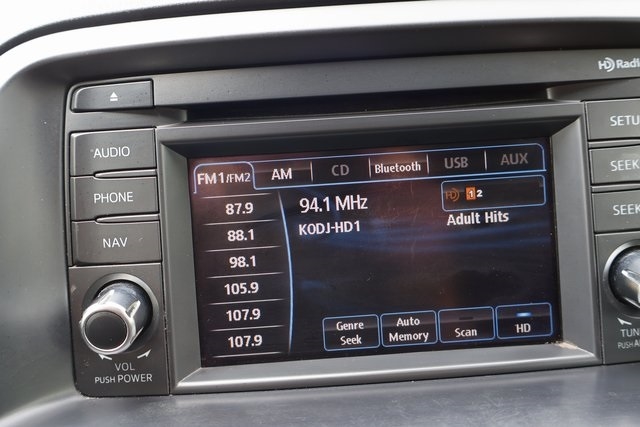 HD Radio
AUDIO
PHONE
NAV
VOL
PUSH POWER
FM1/FM2 AM CD Bluetooth USB AUX
87.9
88.1
98.1
105.9
107.9
107.9
94.1 MHz
KODJ-HD1
HD 1 2
Adult Hits
Genre Seek
Auto Memory
Scan
HD
SETU
SEEK
SEEK
TUN
PUSH A